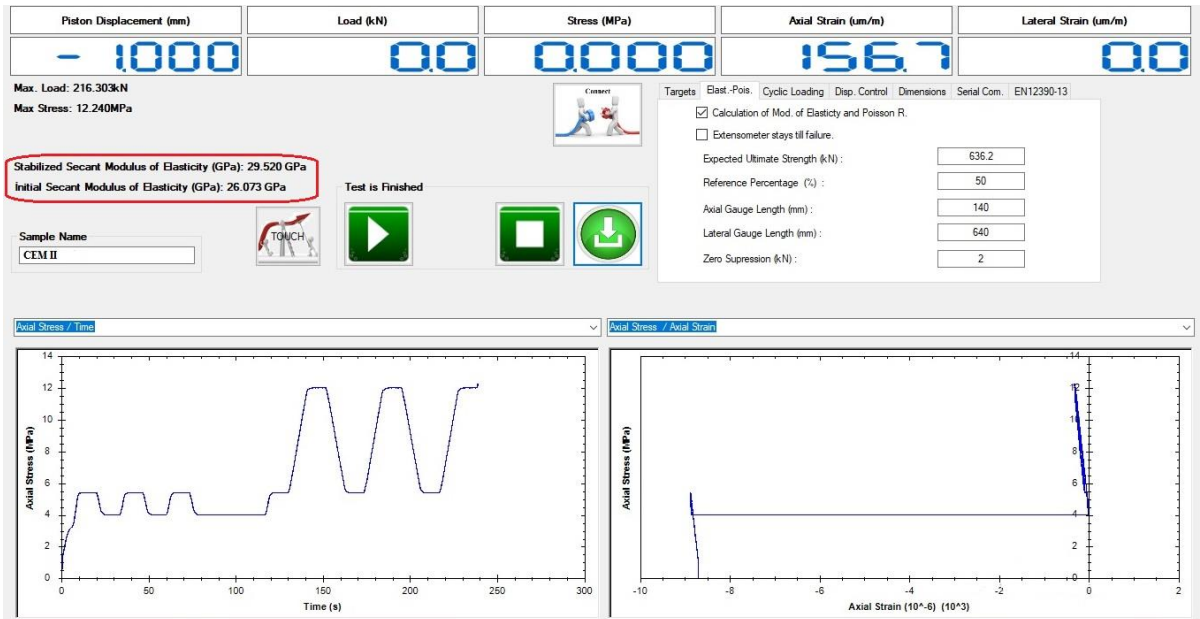 Piston Displacement (mm)
Load (kN)
Stress (MPa)
Axial Strain (um/m)
Lateral Strain (um/m)
- 1.000
0.0
0.000
156.7
0.0
Max. Load: 216.303kN
Max Stress: 12.240MPa
Stabilized Secant Modulus of Elasticity (GPa): 29.520 GPa
İnitial Secant Modulus of Elasticity (GPa): 26.073 GPa
Sample Name
CEM II
TOUCH
Test is Finished
Connect
Targets Elast.-Pois. Cyclic Loading Disp. Control Dimensions Serial Com. EN12390-13
Calculation of Mod. of Elasticty and Poisson R.
Extensometer stays till failure.
Expected Ultimate Strength (kN) : 636.2
Reference Percentage (%) : 50
Axial Gauge Length (mm) : 140
Lateral Gauge Length (mm) : 640
Zero Supression (kN) : 2
Axial Stress / Time
14
12
10
8
6
4
2
0
Axial Stress (MPa)
0 50 100 150 200 250 300
Time (s)
Axial Stress / Axial Strain
14
12
10
8
6
4
2
0
Axial Stress (MPa)
-10 -8 -6 -4 -2 0 2
Axial Strain (10^-6) (10^3)